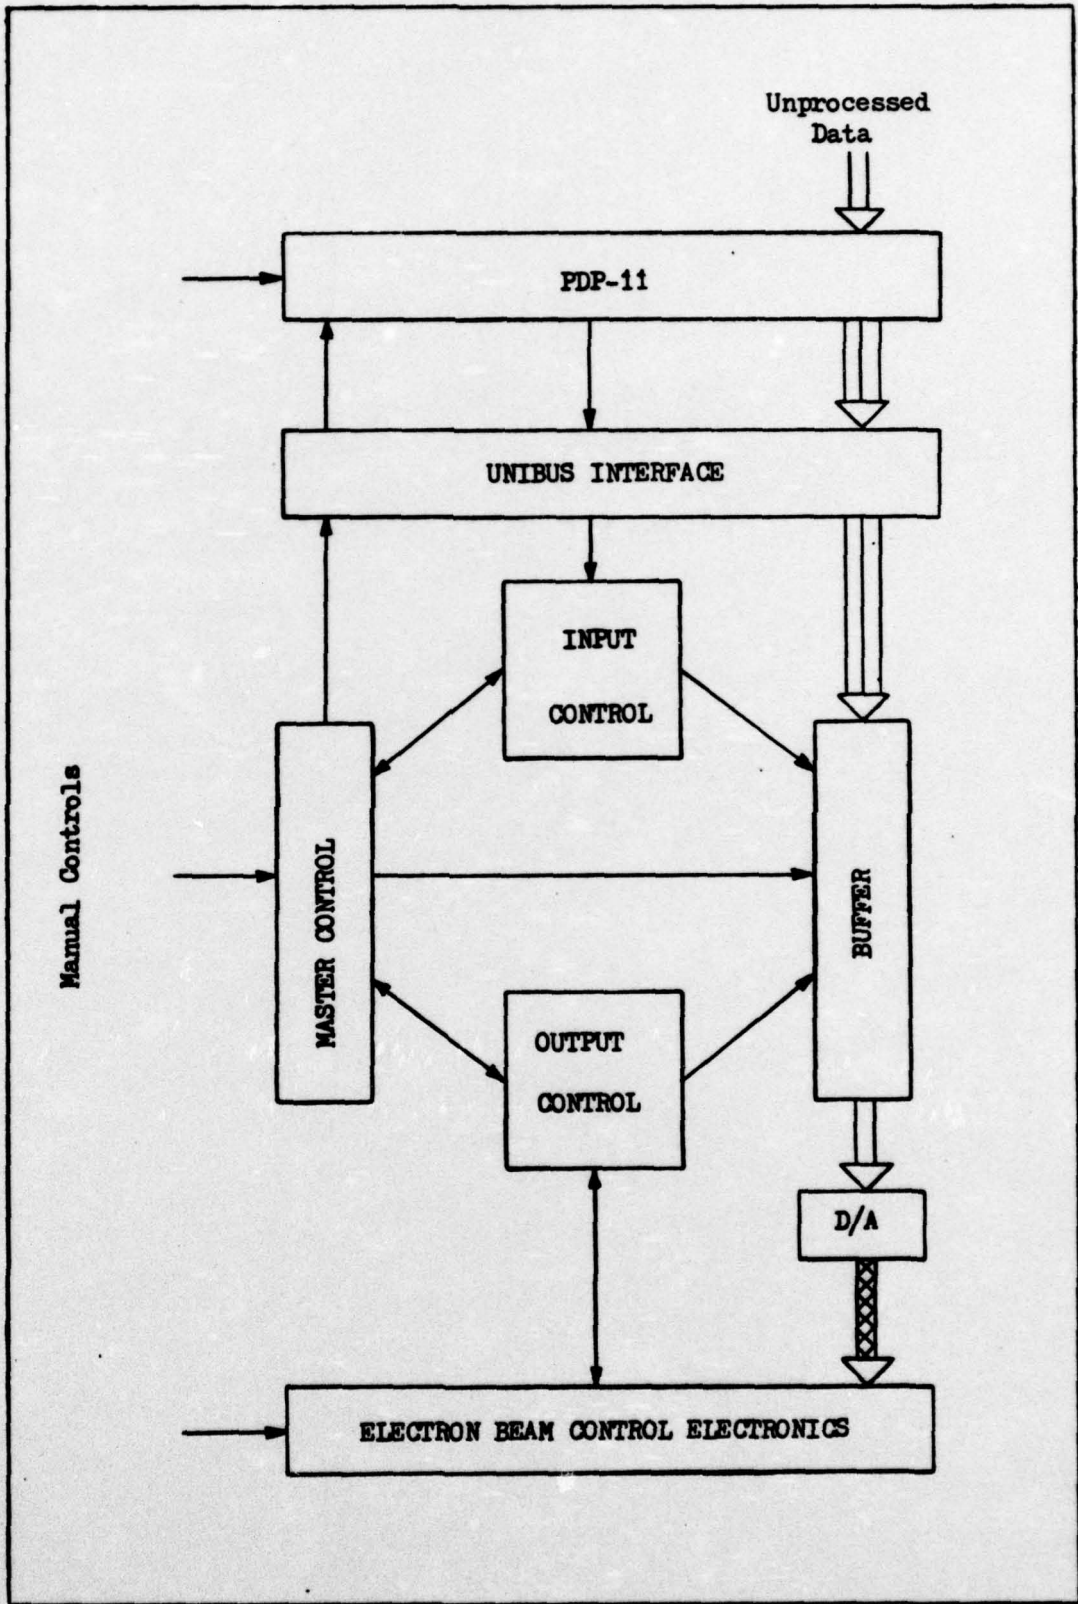 Unprocessed
Data
PDP-11
UNIBUS INTERFACE
INPUT
CONTROL
Manual Controls
MASTER CONTROL
BUFFER
OUTPUT
CONTROL
D/A
ELECTRON BEAM CONTROL ELECTRONICS